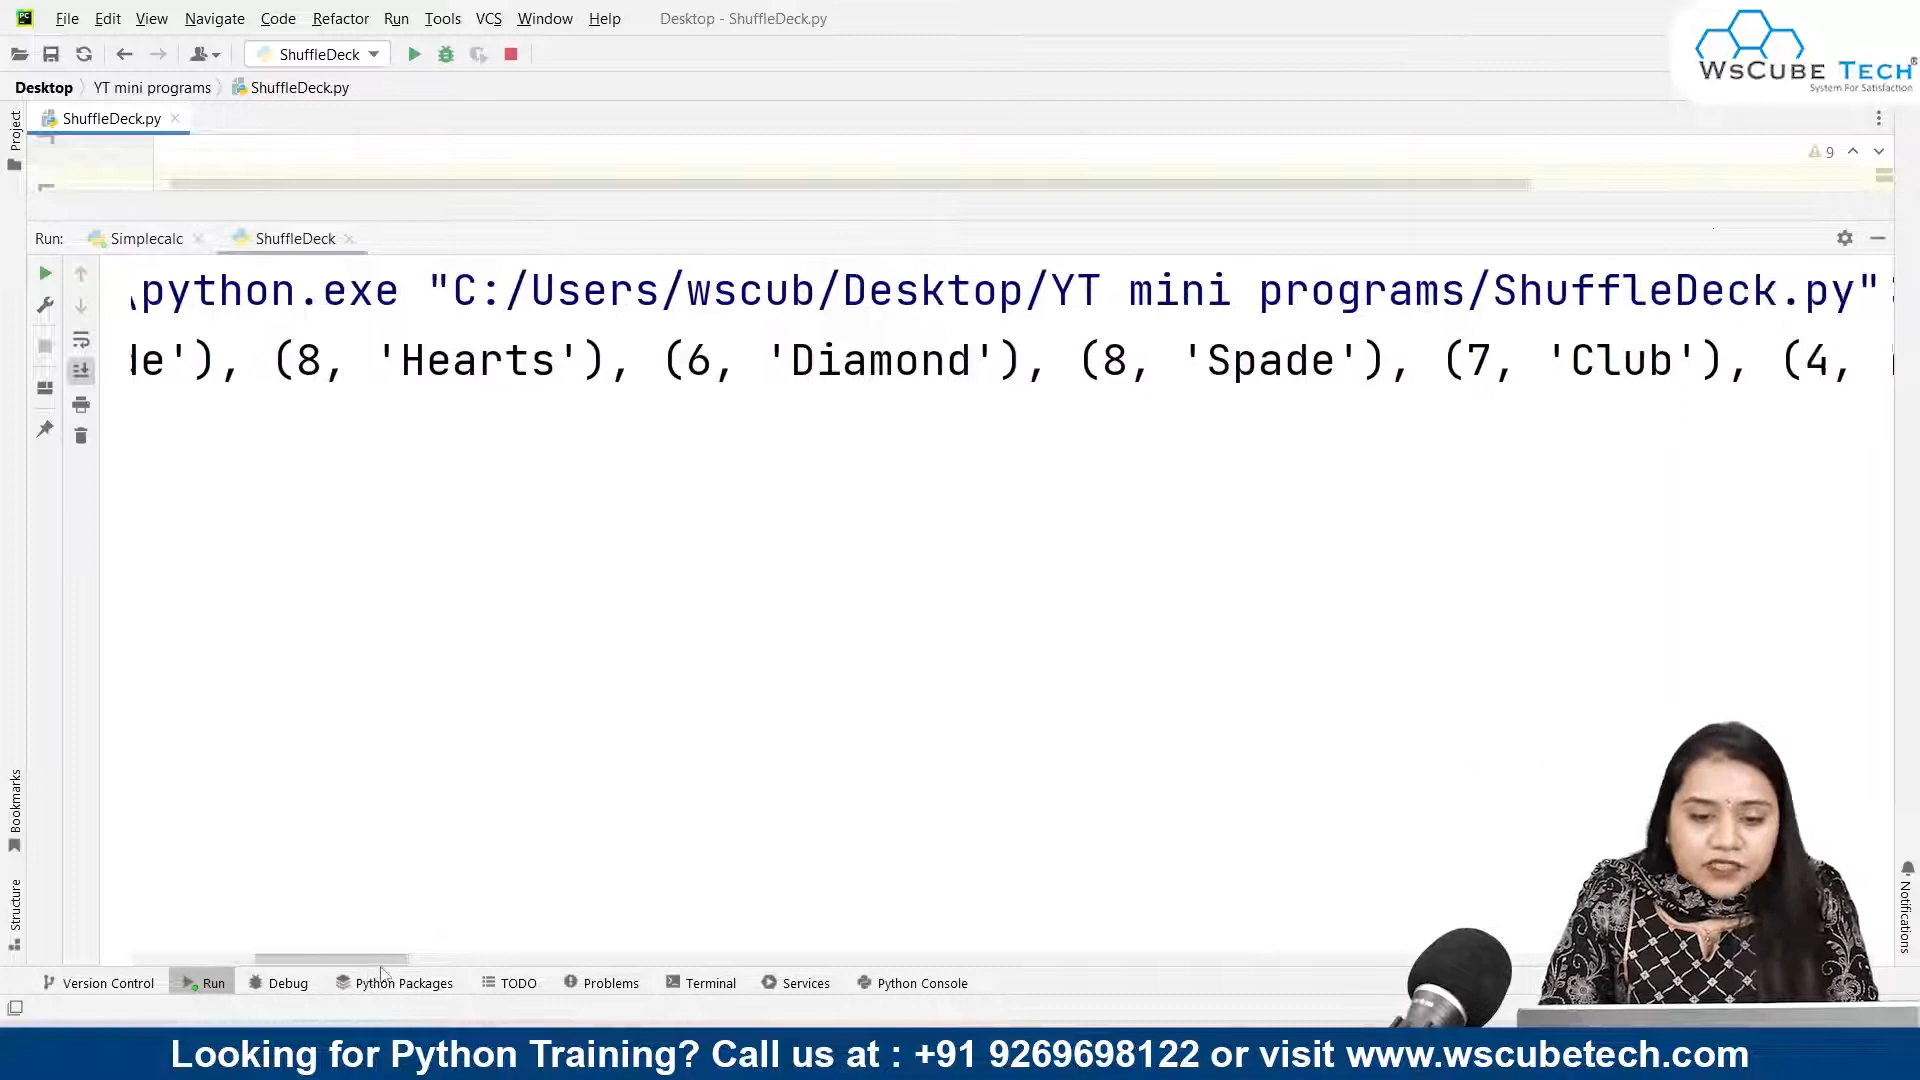 File Edit View Navigate Code Refactor Run Tools VCS Window Help Desktop - ShuffleDeck.py
ShuffleDeck
WsCube Tech®
System For Satisfaction
Desktop YT mini programs ShuffleDeck.py
Project
ShuffleDeck.py
9
Run: Simplecalc ShuffleDeck
\python.exe "C:/Users/wscub/Desktop/YT mini programs/ShuffleDeck.py"
de'), (8, 'Hearts'), (6, 'Diamond'), (8, 'Spade'), (7, 'Club'), (4,
Bookmarks
Structure
Notifications
Version Control Run Debug Python Packages TODO Problems Terminal Services Python Console
Looking for Python Training? Call us at : +91 9269698122 or visit www.wscubetech.com